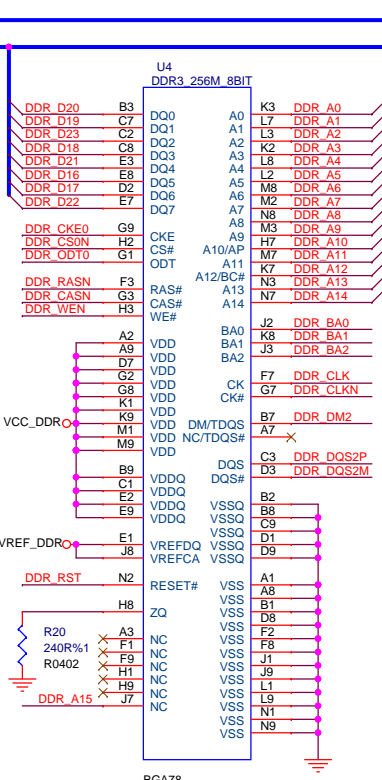 U4
DDR3_256M_8BIT
DDR_D20 B3 DQ0 A0 K3 DDR_A0
DDR_D19 C7 DQ1 A1 L7 DDR_A1
DDR_D23 C2 DQ2 A2 L3 DDR_A2
DDR_D18 C8 DQ3 A3 K2 DDR_A3
DDR_D21 E3 DQ4 A4 L8 DDR_A4
DDR_D16 E8 DQ5 A5 L2 DDR_A5
DDR_D17 D2 DQ6 A6 M8 DDR_A6
DDR_D22 E7 DQ7 A7 M2 DDR_A7
A8 N8 DDR_A8
DDR_CKE0 G9 CKE A9 M3 DDR_A9
DDR_CS0N H2 CS# A10/AP H7 DDR_A10
DDR_ODT0 G1 ODT A11 M7 DDR_A11
A12/BC# K7 DDR_A12
DDR_RASN F3 RAS# A13 N3 DDR_A13
DDR_CASN G3 CAS# A14 N7 DDR_A14
DDR_WEN H3 WE#
BA0 J2 DDR_BA0
A2 VDD BA1 K8 DDR_BA1
A9 VDD BA2 J3 DDR_BA2
D7 VDD
G2 VDD CK F7 DDR_CLK
G8 VDD CK# G7 DDR_CLKN
K1 VDD
VCC_DDR K9 VDD DM/TDQS B7 DDR_DM2
M1 VDD NC/TDQS# A7
M9 VDD
DQS C3 DDR_DQS2P
B9 VDDQ DQS# D3 DDR_DQS2M
C1 VDDQ
E2 VDDQ VSSQ B2
E9 VDDQ VSSQ B8
VSSQ C9
VREF_DDR E1 VREFDQ VSSQ D1
J8 VREFCA VSSQ D9
DDR_RST N2 RESET# VSS A1
VSS A8
H8 ZQ VSS B1
VSS D8
R20 A3 NC VSS F2
240R%1 F1 NC VSS F8
R0402 F9 NC VSS J1
H1 NC VSS J9
H9 NC VSS L1
DDR_A15 J7 NC VSS L9
VSS N1
VSS N9